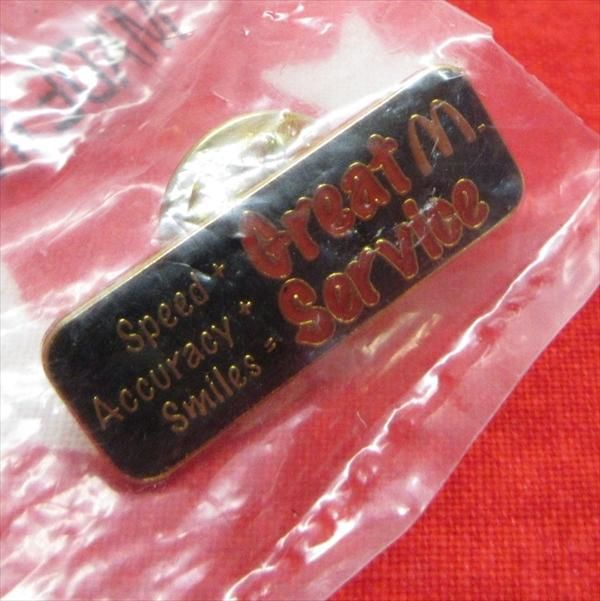 Speed +
Accuracy +
Smiles =
Great M.
Service